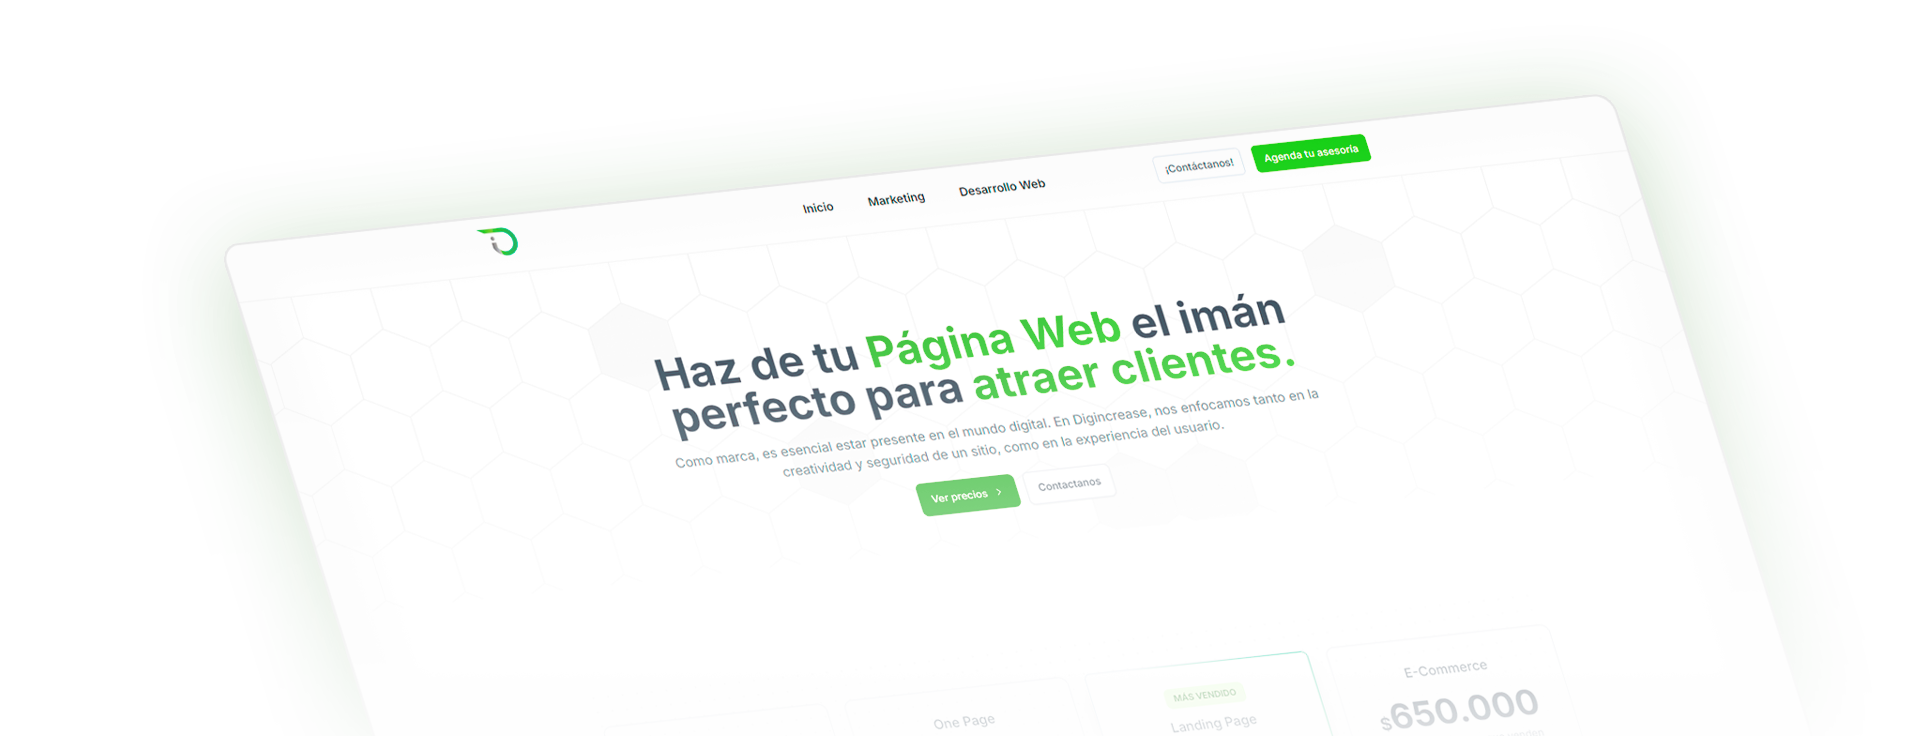 Inicio
Marketing
Desarrollo Web
¡Contáctanos!
Agenda tu asesoría
Haz de tu Página Web el imán
perfecto para atraer clientes.
Como marca, es esencial estar presente en el mundo digital. En Digincrease, nos enfocamos tanto en la
creatividad y seguridad de un sitio, como en la experiencia del usuario.
Ver precios
Contactanos
One Page
MÁS VENDIDO
Landing Page
E-Commerce
$650.000